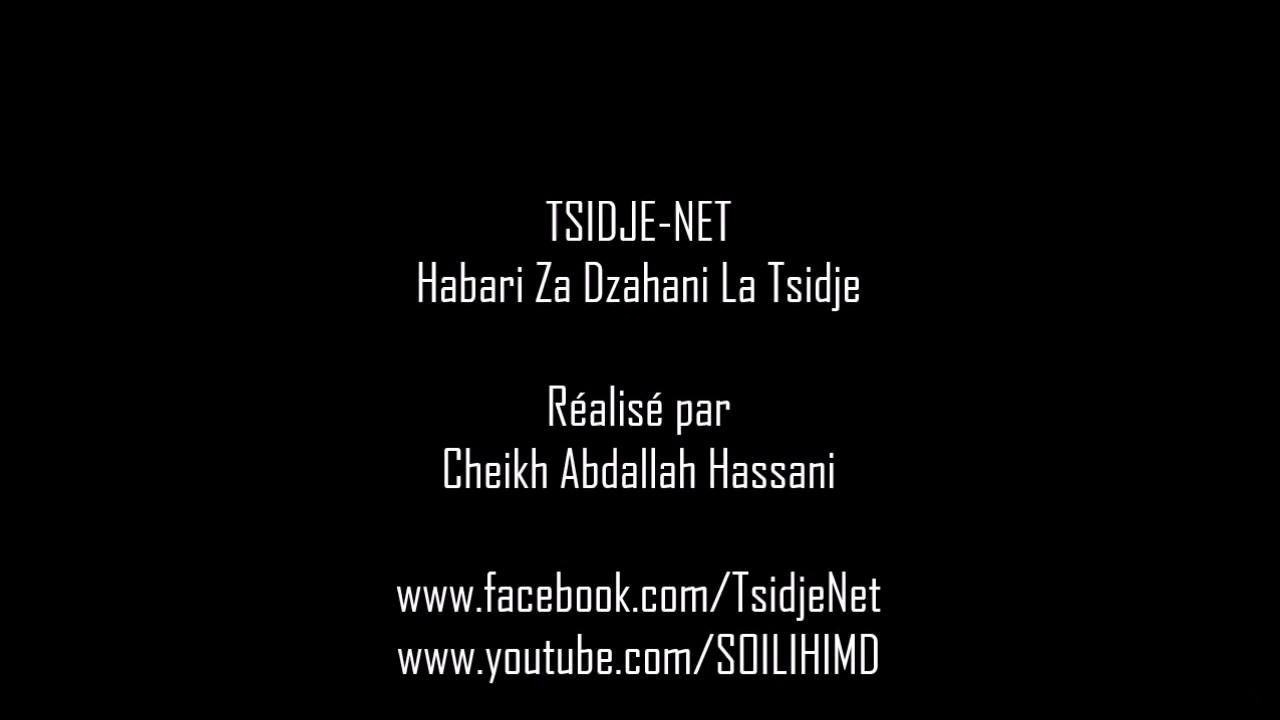 TSIDJE-NET
Habari Za Dzahani La Tsidje
Réalisé par
Cheikh Abdallah Hassani
www.facebook.com/TsidjeNet
www.youtube.com/SOILIHIMD